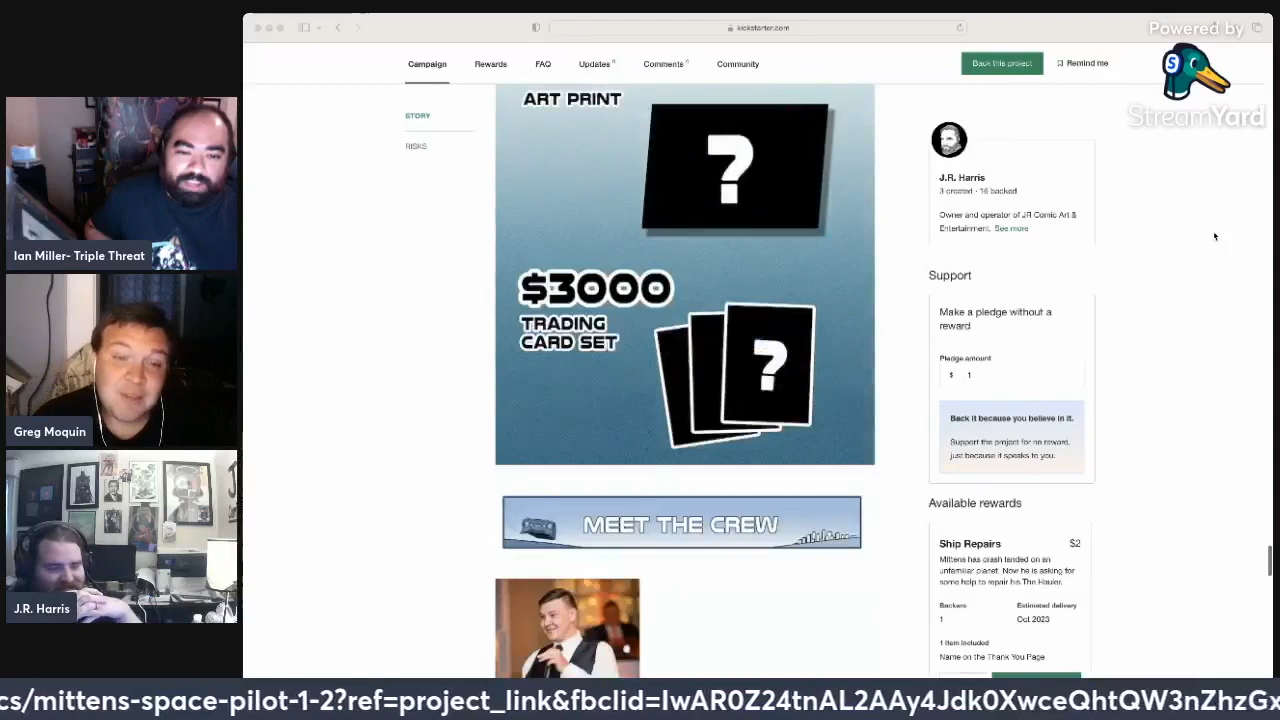 kickstarter.com
Powered by
StreamYard
Campaign
Rewards
FAQ
Updates
Comments
Community
Back this project
Remind me
STORY
RISKS
ART PRINT
?
$3000
TRADING
CARD SET
?
MEET THE CREW
J.R. Harris
3 created · 16 backed
Owner and operator of JR Comic Art &
Entertainment. See more
Support
Make a pledge without a
reward
Pledge amount
$ 1
Back it because you believe in it.
Support the project for no reward,
just because it speaks to you.
Available rewards
Ship Repairs $2
Mittens has crash landed on an
unfamiliar planet. Now he is asking for
some help to repair his The Hauler.
Backers Estimated delivery
1 Oct 2023
1 item included
Name on the Thank You Page
Ian Miller- Triple Threat
Greg Moquin
J.R. Harris
cs/mittens-space-pilot-1-2?ref=project_link&fbclid=IwAR0Z24tnAL2AAy4Jdk0XwceQhtQW3nZhzGx